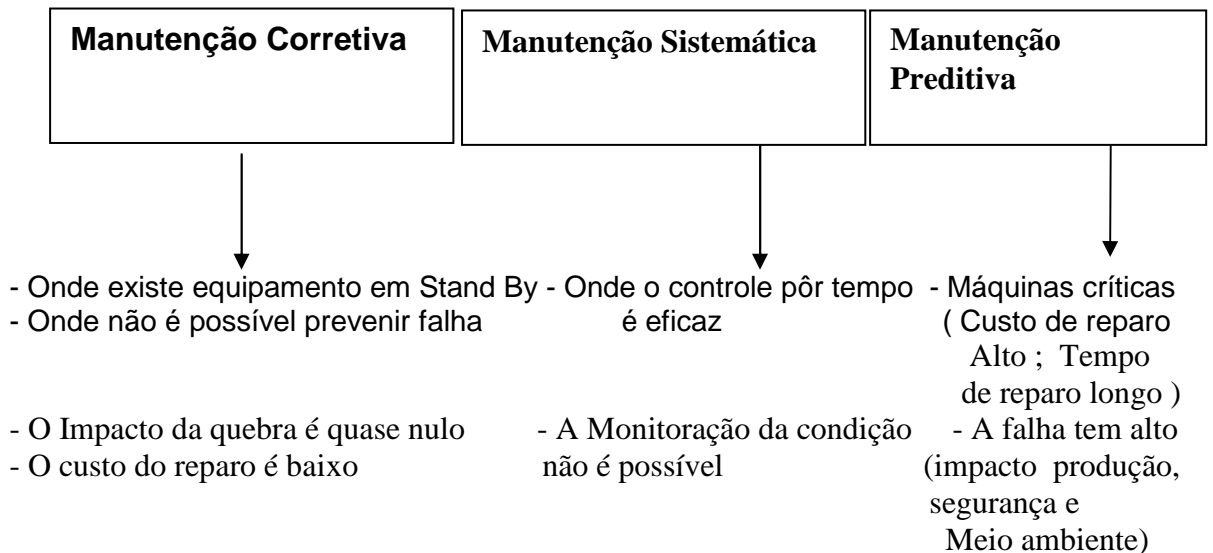 Manutenção Corretiva
Manutenção Sistemática
Manutenção
Preditiva
- Onde existe equipamento em Stand By
- Onde não é possível prevenir falha
- O Impacto da quebra é quase nulo
- O custo do reparo é baixo
- Onde o controle pôr tempo
é eficaz
- A Monitoração da condição
não é possível
- Máquinas críticas
( Custo de reparo
Alto ; Tempo
de reparo longo )
- A falha tem alto
(impacto produção,
segurança e
Meio ambiente)